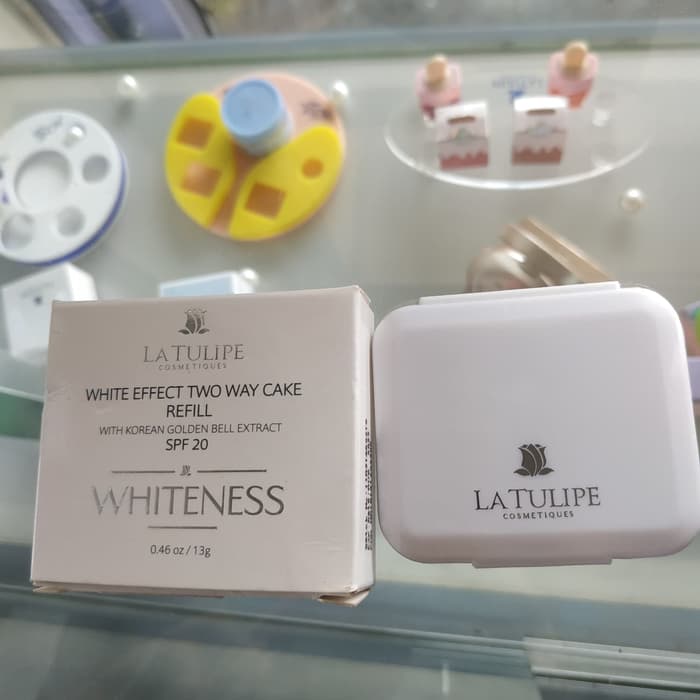 LA TULIPE
COSMETIQUES
WHITE EFFECT TWO WAY CAKE
REFILL
WITH KOREAN GOLDEN BELL EXTRACT
SPF 20
WHITENESS
0.46 oz / 13g
LA TULIPE
COSMETIQUES